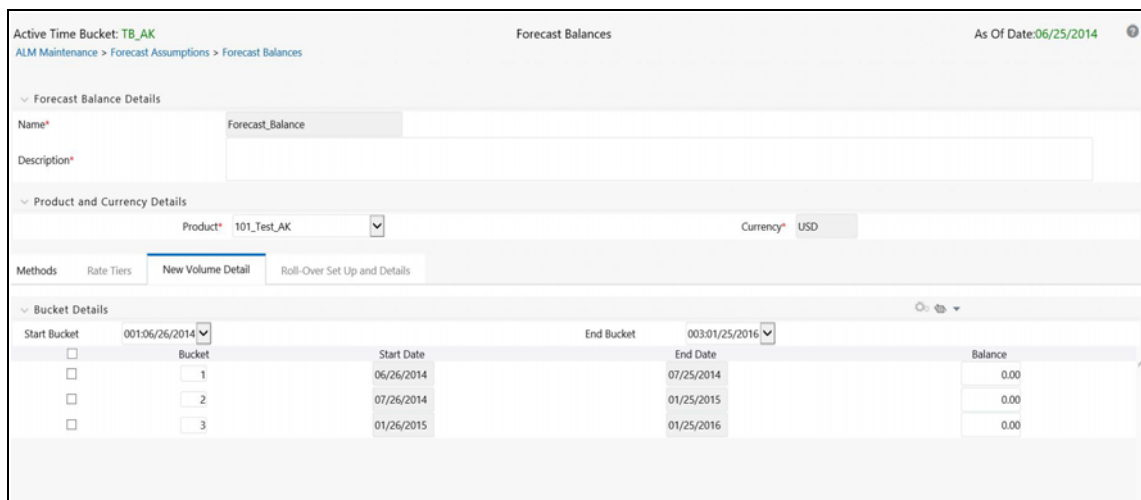 Active Time Bucket: TB_AK Forecast Balances As Of Date:06/25/2014
ALM Maintenance > Forecast Assumptions > Forecast Balances
Forecast Balance Details
Name* Forecast_Balance
Description*
Product and Currency Details
Product* 101_Test_AK Currency* USD
Methods Rate Tiers New Volume Detail Roll-Over Set Up and Details
Bucket Details
Start Bucket 001:06/26/2014 End Bucket 003:01/25/2016
Bucket Start Date End Date Balance
1 06/26/2014 07/25/2014 0.00
2 07/26/2014 01/25/2015 0.00
3 01/26/2015 01/25/2016 0.00